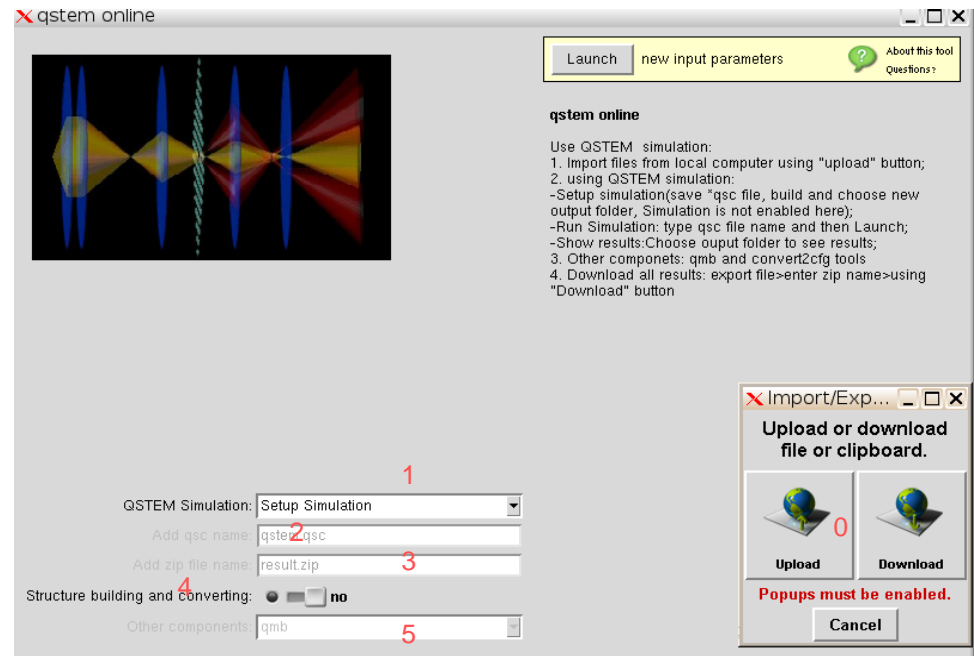 qstem online
Launch new input parameters
About this tool
Questions?
qstem online
Use QSTEM simulation:
1. Import files from local computer using "upload" button;
2. using QSTEM simulation:
-Setup simulation(save *qsc file, build and choose new
output folder, Simulation is not enabled here);
-Run Simulation: type qsc file name and then Launch;
-Show results:Choose ouput folder to see results;
3. Other componets: qmb and convert2cfg tools
4. Download all results: export file>enter zip name>using
"Download" button
Import/Exp...
Upload or download
file or clipboard.
0
Upload Download
Popups must be enabled.
Cancel
1
QSTEM Simulation: Setup Simulation
2
Add qsc name: qstem.qsc
3
Add zip file name: result.zip
4
Structure building and converting: no
5
Other components: qmb